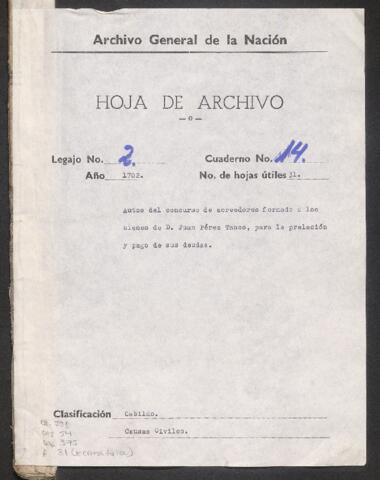 Archivo General de la Nación
HOJA DE ARCHIVO
—o—
Legajo No. 2. Cuaderno No. 14.
Año 1702. No. de hojas útiles 31.
Autos del concurso de acreedores formado a los
bienes de D. Juan Pérez Tanco, para la prelación
y pago de sus deudas.
Clasificación Cabildo.
Causas Civiles.